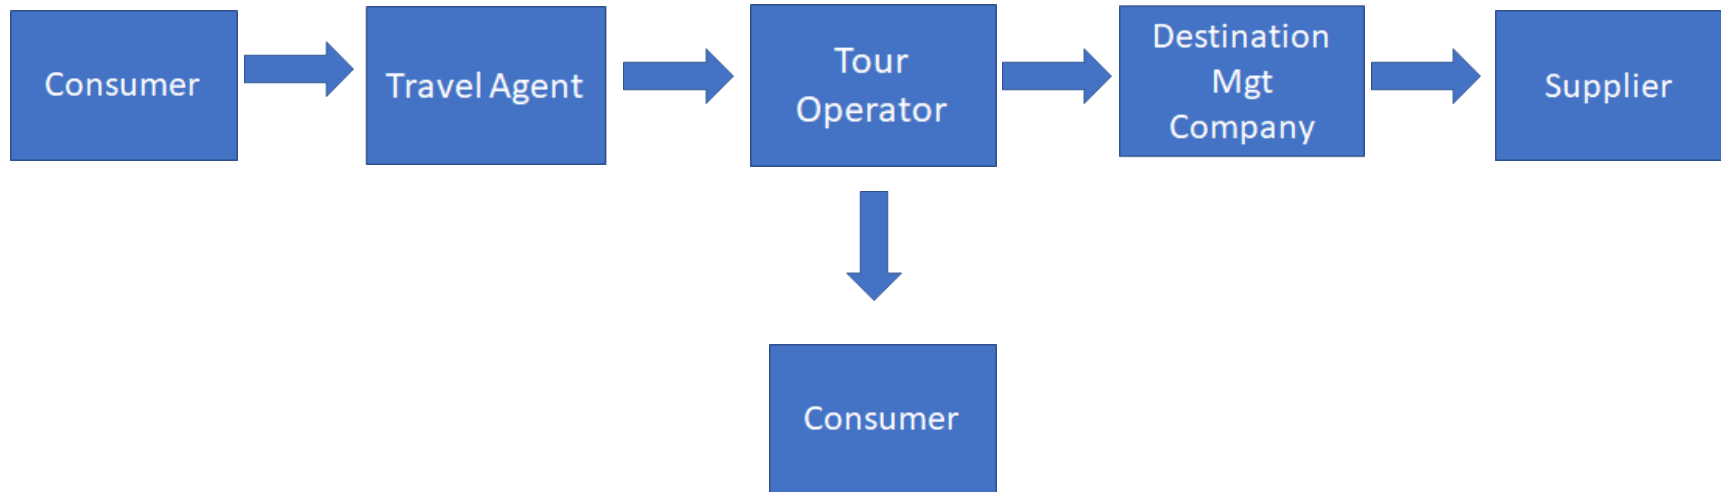 Consumer
Travel Agent
Tour
Operator
Destination
Mgt
Company
Supplier
Consumer